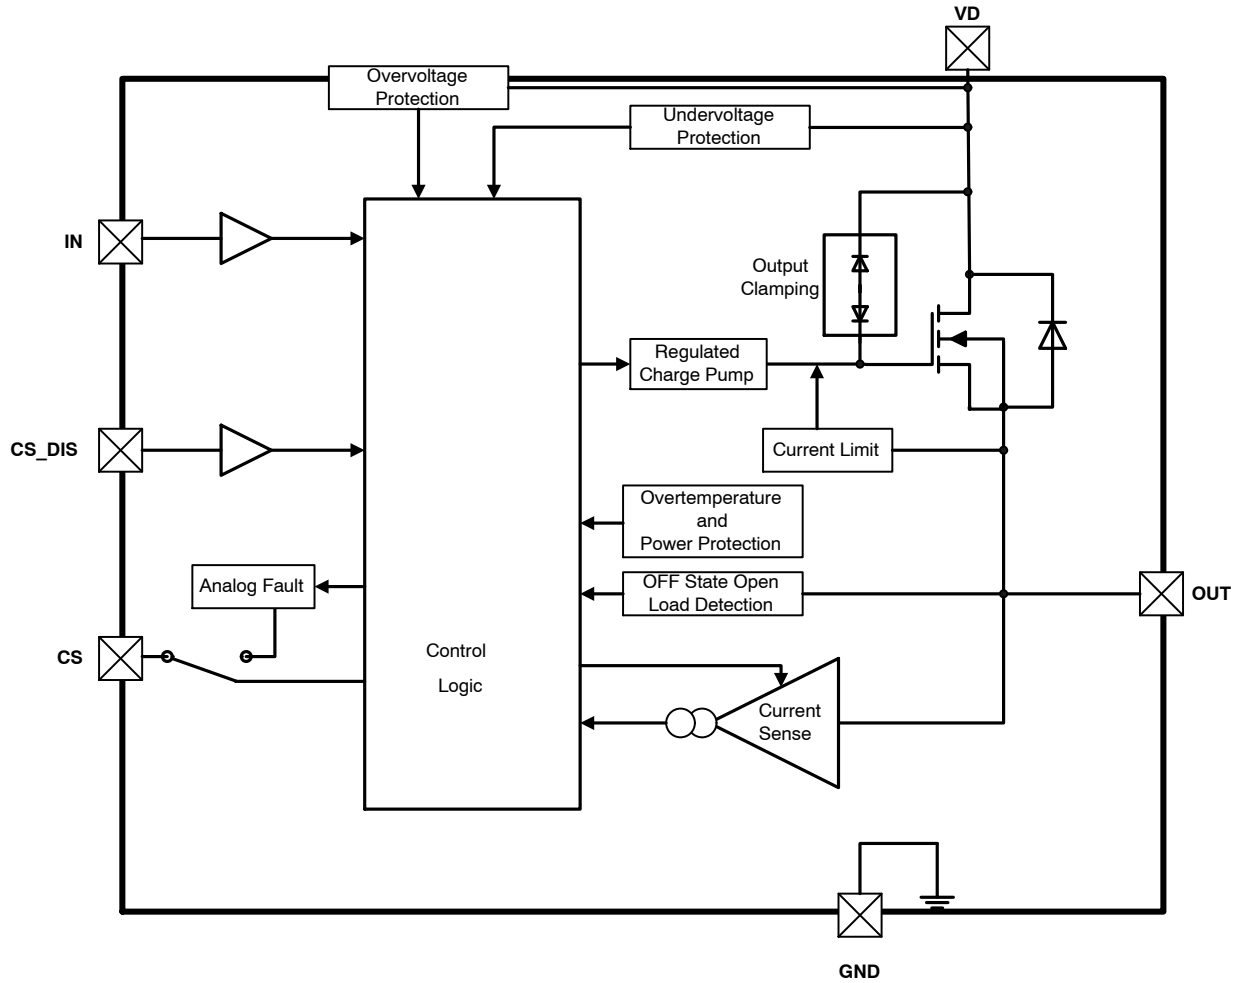 VD
Overvoltage
Protection
Undervoltage
Protection
IN
Output
Clamping
Regulated
Charge Pump
CS_DIS
Current Limit
Overtemperature
and
Power Protection
Analog Fault
OFF State Open
Load Detection
OUT
CS
Control
Logic
Current
Sense
GND